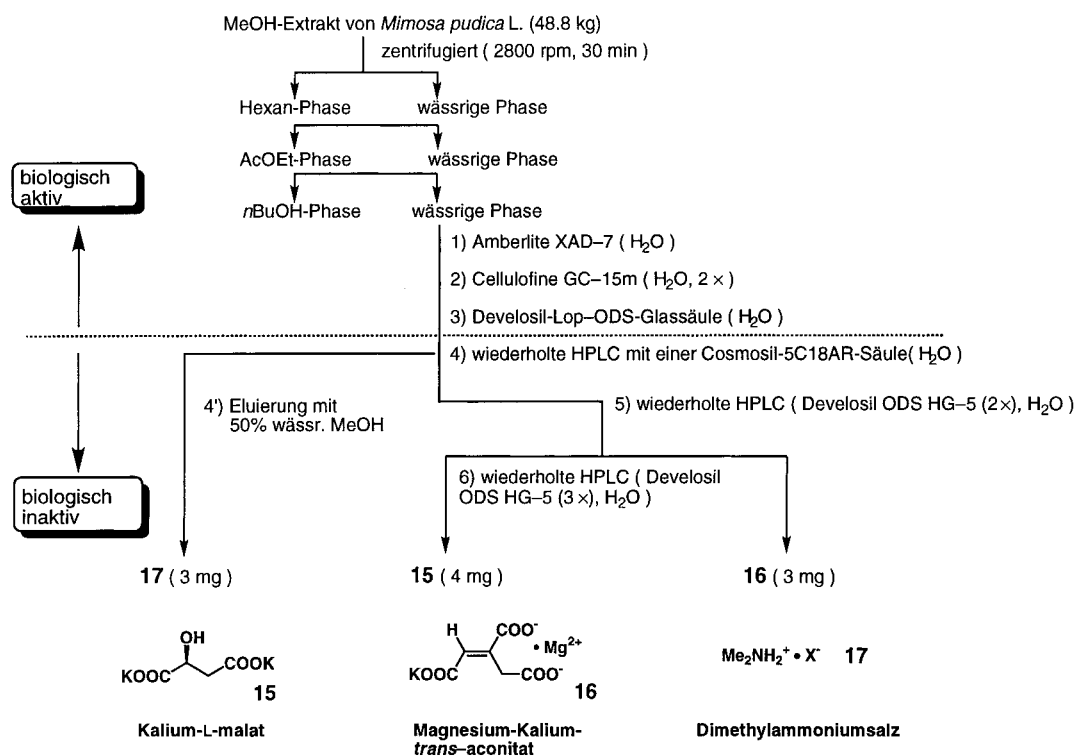 MeOH-Extrakt von Mimosa pudica L. (48.8 kg)
zentrifugiert ( 2800 rpm, 30 min )
Hexan-Phase wässrige Phase
AcOEt-Phase wässrige Phase
biologisch
aktiv
nBuOH-Phase wässrige Phase
1) Amberlite XAD–7 ( H2O )
2) Cellulofine GC–15m ( H2O, 2 × )
3) Develosil-Lop–ODS-Glassäule ( H2O )
4) wiederholte HPLC mit einer Cosmosil-5C18AR-Säule( H2O )
4') Eluierung mit
50% wässr. MeOH
5) wiederholte HPLC ( Develosil ODS HG–5 (2×), H2O )
6) wiederholte HPLC ( Develosil
ODS HG–5 (3 ×), H2O )
biologisch
inaktiv
17 ( 3 mg ) 15 ( 4 mg ) 16 ( 3 mg )
OH
KOOC COOK
15
H COO-
• Mg2+
KOOC COO-
16
Me2NH2+ • X- 17
Kalium-L-malat
Magnesium-Kalium-
trans–aconitat
Dimethylammoniumsalz